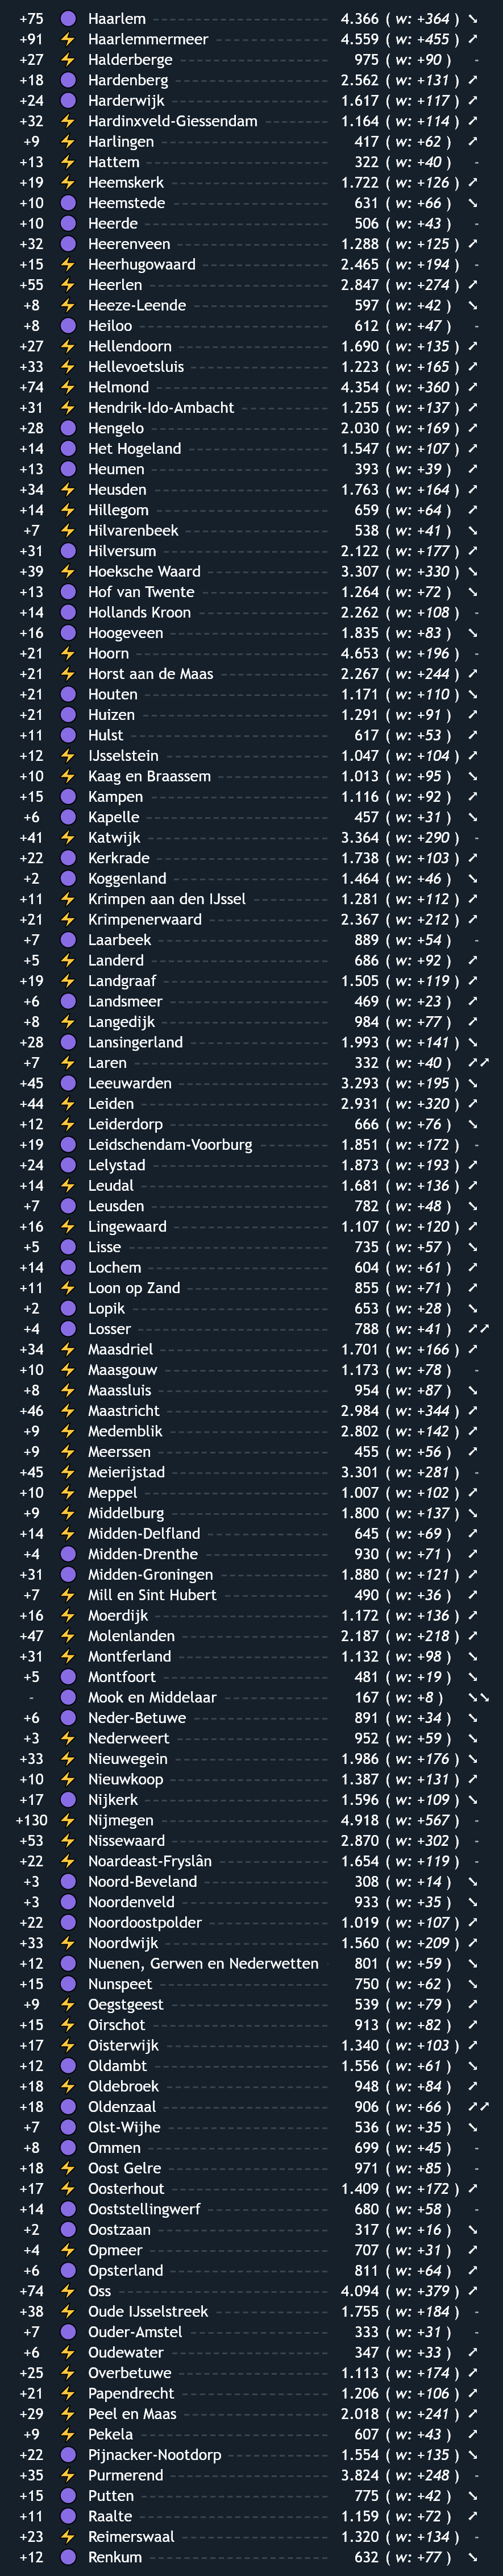 +75 Haarlem 4.366 ( w: +364 ) ➘
+91 ⚡ Haarlemmermeer 4.559 ( w: +455 ) ➚
+27 ⚡ Halderberge 975 ( w: +90 ) -
+18 Hardenberg 2.562 ( w: +131 ) ➚
+24 Harderwijk 1.617 ( w: +117 ) ➚
+32 ⚡ Hardinxveld-Giessendam 1.164 ( w: +114 ) ➚
+9 ⚡ Harlingen 417 ( w: +62 ) ➚
+13 ⚡ Hattem 322 ( w: +40 ) -
+19 ⚡ Heemskerk 1.722 ( w: +126 ) ➚
+10 Heemstede 631 ( w: +66 ) ➘
+10 Heerde 506 ( w: +43 ) -
+32 Heerenveen 1.288 ( w: +125 ) ➚
+15 ⚡ Heerhugowaard 2.465 ( w: +194 ) -
+55 ⚡ Heerlen 2.847 ( w: +274 ) ➚
+8 ⚡ Heeze-Leende 597 ( w: +42 ) ➘
+8 Heiloo 612 ( w: +47 ) -
+27 ⚡ Hellendoorn 1.690 ( w: +135 ) ➚
+33 ⚡ Hellevoetsluis 1.223 ( w: +165 ) ➚
+74 ⚡ Helmond 4.354 ( w: +360 ) ➚
+31 ⚡ Hendrik-Ido-Ambacht 1.255 ( w: +137 ) ➚
+28 Hengelo 2.030 ( w: +169 ) ➚
+14 Het Hogeland 1.547 ( w: +107 ) ➚
+13 Heumen 393 ( w: +39 ) ➚
+34 ⚡ Heusden 1.763 ( w: +164 ) ➚
+14 ⚡ Hillegom 659 ( w: +64 ) ➚
+7 ⚡ Hilvarenbeek 538 ( w: +41 ) ➘
+31 Hilversum 2.122 ( w: +177 ) ➚
+39 ⚡ Hoeksche Waard 3.307 ( w: +330 ) ➘
+13 Hof van Twente 1.264 ( w: +72 ) ➘
+14 Hollands Kroon 2.262 ( w: +108 ) -
+16 Hoogeveen 1.835 ( w: +83 ) ➘
+21 ⚡ Hoorn 4.653 ( w: +196 ) -
+21 ⚡ Horst aan de Maas 2.267 ( w: +244 ) ➚
+21 Houten 1.171 ( w: +110 ) ➘
+21 Huizen 1.291 ( w: +91 ) ➚
+11 Hulst 617 ( w: +53 ) ➚
+12 ⚡ IJsselstein 1.047 ( w: +104 ) ➚
+10 ⚡ Kaag en Braassem 1.013 ( w: +95 ) ➘
+15 Kampen 1.116 ( w: +92 ) ➚
+6 Kapelle 457 ( w: +31 ) ➘
+41 ⚡ Katwijk 3.364 ( w: +290 ) -
+22 Kerkrade 1.738 ( w: +103 ) ➚
+2 Koggenland 1.464 ( w: +46 ) ➘
+11 ⚡ Krimpen aan den IJssel 1.281 ( w: +112 ) ➚
+21 ⚡ Krimpenerwaard 2.367 ( w: +212 ) ➚
+7 Laarbeek 889 ( w: +54 ) -
+5 ⚡ Landerd 686 ( w: +92 ) ➚
+19 ⚡ Landgraaf 1.505 ( w: +119 ) ➚
+6 Landsmeer 469 ( w: +23 ) ➚
+8 ⚡ Langedijk 984 ( w: +77 ) ➚
+28 Lansingerland 1.993 ( w: +141 ) ➘
+7 ⚡ Laren 332 ( w: +40 ) ➚➚
+45 Leeuwarden 3.293 ( w: +195 ) ➘
+44 ⚡ Leiden 2.931 ( w: +320 ) ➚
+12 ⚡ Leiderdorp 666 ( w: +76 ) ➘
+19 Leidschendam-Voorburg 1.851 ( w: +172 ) -
+24 Lelystad 1.873 ( w: +193 ) ➚
+14 ⚡ Leudal 1.681 ( w: +136 ) ➚
+7 Leusden 782 ( w: +48 ) ➘
+16 ⚡ Lingewaard 1.107 ( w: +120 ) ➚
+5 Lisse 735 ( w: +57 ) ➘
+14 Lochem 604 ( w: +61 ) ➚
+11 ⚡ Loon op Zand 855 ( w: +71 ) ➚
+2 Lopik 653 ( w: +28 ) ➘
+4 Losser 788 ( w: +41 ) ➚➚
+34 ⚡ Maasdriel 1.701 ( w: +166 ) ➚
+10 ⚡ Maasgouw 1.173 ( w: +78 ) -
+8 ⚡ Maassluis 954 ( w: +87 ) ➘
+46 ⚡ Maastricht 2.984 ( w: +344 ) ➚
+9 ⚡ Medemblik 2.802 ( w: +142 ) ➚
+9 ⚡ Meerssen 455 ( w: +56 ) ➚
+45 ⚡ Meierijstad 3.301 ( w: +281 ) -
+10 ⚡ Meppel 1.007 ( w: +102 ) ➚
+9 ⚡ Middelburg 1.800 ( w: +137 ) ➘
+14 ⚡ Midden-Delfland 645 ( w: +69 ) ➚
+4 Midden-Drenthe 930 ( w: +71 ) ➚
+31 Midden-Groningen 1.880 ( w: +121 ) ➚
+7 ⚡ Mill en Sint Hubert 490 ( w: +36 ) ➚
+16 ⚡ Moerdijk 1.172 ( w: +136 ) ➚
+47 ⚡ Molenlanden 2.187 ( w: +218 ) ➚
+31 ⚡ Montferland 1.132 ( w: +98 ) ➘
+5 Montfoort 481 ( w: +19 ) ➘
- Mook en Middelaar 167 ( w: +8 ) ➘➘
+6 Neder-Betuwe 891 ( w: +34 ) ➘
+3 ⚡ Nederweert 952 ( w: +59 ) ➘
+33 ⚡ Nieuwegein 1.986 ( w: +176 ) ➘
+10 ⚡ Nieuwkoop 1.387 ( w: +131 ) ➚
+17 Nijkerk 1.596 ( w: +109 ) ➘
+130 ⚡ Nijmegen 4.918 ( w: +567 ) -
+53 ⚡ Nissewaard 2.870 ( w: +302 ) -
+22 ⚡ Noardeast-Fryslân 1.654 ( w: +119 ) -
+3 Noord-Beveland 308 ( w: +14 ) ➘
+3 Noordenveld 933 ( w: +35 ) ➘
+22 Noordoostpolder 1.019 ( w: +107 ) ➚
+33 ⚡ Noordwijk 1.560 ( w: +209 ) ➚
+12 Nuenen, Gerwen en Nederwetten 801 ( w: +59 ) ➘
+15 Nunspeet 750 ( w: +62 ) ➘
+9 ⚡ Oegstgeest 539 ( w: +79 ) ➚
+15 ⚡ Oirschot 913 ( w: +82 ) ➚
+17 ⚡ Oisterwijk 1.340 ( w: +103 ) ➚
+12 Oldambt 1.556 ( w: +61 ) ➘
+18 ⚡ Oldebroek 948 ( w: +84 ) ➚
+18 Oldenzaal 906 ( w: +66 ) ➚➚
+7 Olst-Wijhe 536 ( w: +35 ) ➘
+8 Ommen 699 ( w: +45 ) -
+18 ⚡ Oost Gelre 971 ( w: +85 ) -
+17 ⚡ Oosterhout 1.409 ( w: +172 ) ➚
+14 Ooststellingwerf 680 ( w: +58 ) -
+2 Oostzaan 317 ( w: +16 ) ➘
+4 ⚡ Opmeer 707 ( w: +31 ) ➚
+6 Opsterland 811 ( w: +64 ) ➚
+74 ⚡ Oss 4.094 ( w: +379 ) ➚
+38 ⚡ Oude IJsselstreek 1.755 ( w: +184 ) -
+7 Ouder-Amstel 333 ( w: +31 ) -
+6 ⚡ Oudewater 347 ( w: +33 ) ➚
+25 ⚡ Overbetuwe 1.113 ( w: +174 ) ➚
+21 ⚡ Papendrecht 1.206 ( w: +106 ) ➚
+29 ⚡ Peel en Maas 2.018 ( w: +241 ) ➚
+9 ⚡ Pekela 607 ( w: +43 ) ➚
+22 Pijnacker-Nootdorp 1.554 ( w: +135 ) ➘
+35 ⚡ Purmerend 3.824 ( w: +248 ) -
+15 Putten 775 ( w: +42 ) ➘
+11 Raalte 1.159 ( w: +72 ) ➚
+23 ⚡ Reimerswaal 1.320 ( w: +134 ) -
+12 Renkum 632 ( w: +77 ) ➘